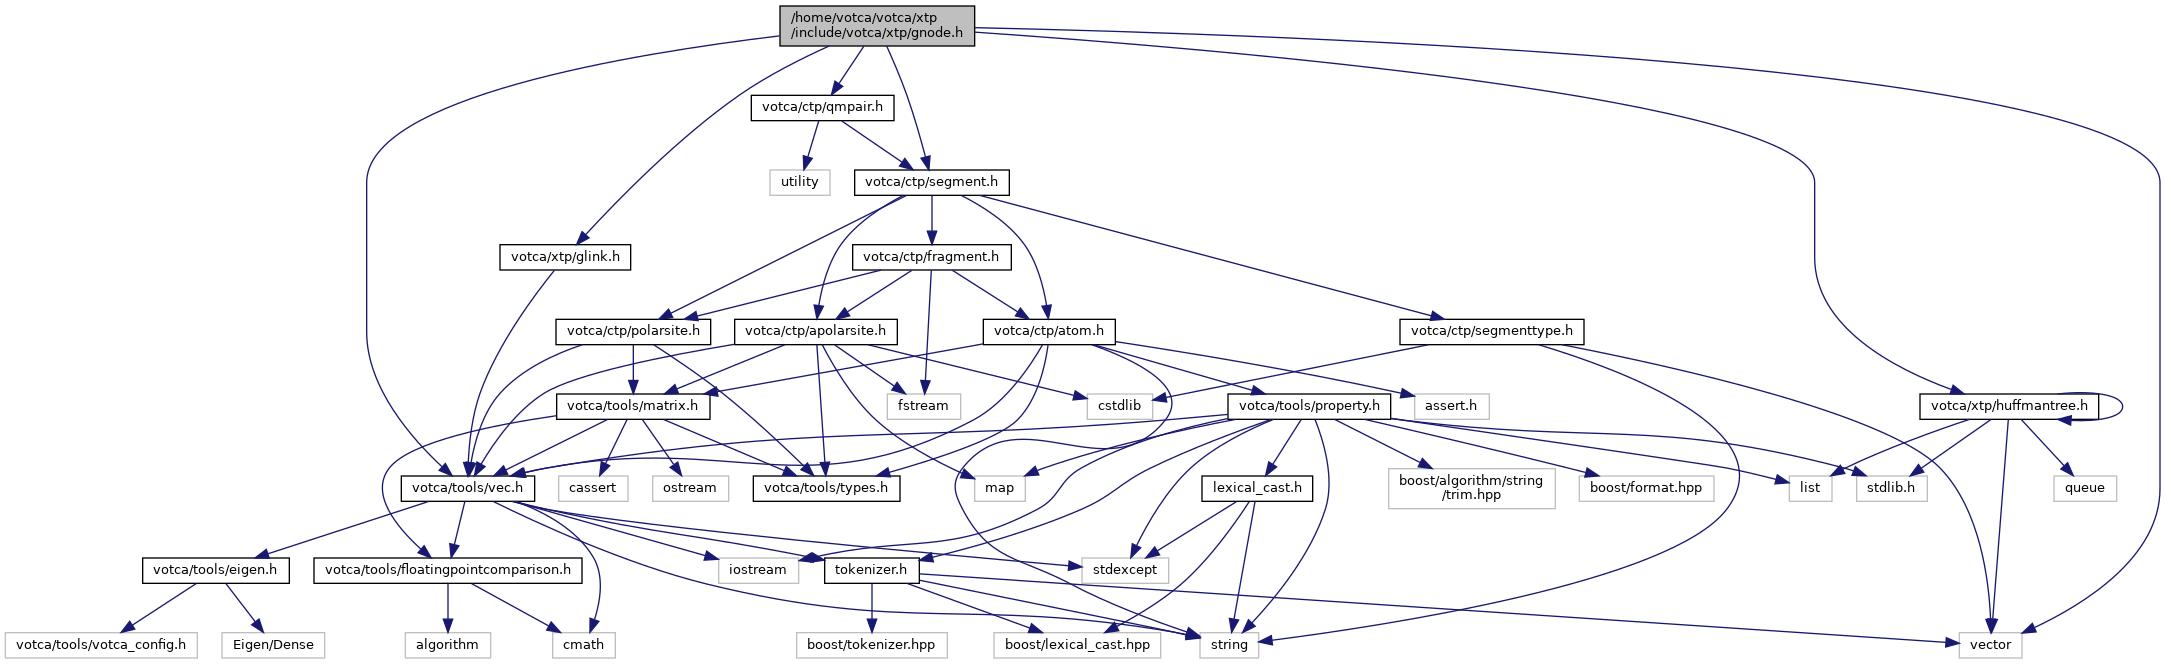 /home/votca/votca/xtp
/include/votca/xtp/gnode.h
votca/ctp/qmpair.h
utility
votca/ctp/segment.h
votca/xtp/glink.h
votca/ctp/fragment.h
votca/ctp/polarsite.h
votca/ctp/apolarsite.h
votca/ctp/atom.h
votca/ctp/segmenttype.h
votca/tools/matrix.h
fstream
cstdlib
votca/tools/property.h
assert.h
votca/xtp/huffmantree.h
votca/tools/vec.h
cassert
ostream
votca/tools/types.h
map
lexical_cast.h
boost/algorithm/string
/trim.hpp
boost/format.hpp
list
stdlib.h
queue
votca/tools/eigen.h
votca/tools/floatingpointcomparison.h
iostream
tokenizer.h
stdexcept
votca/tools/votca_config.h
Eigen/Dense
algorithm
cmath
boost/tokenizer.hpp
boost/lexical_cast.hpp
string
vector